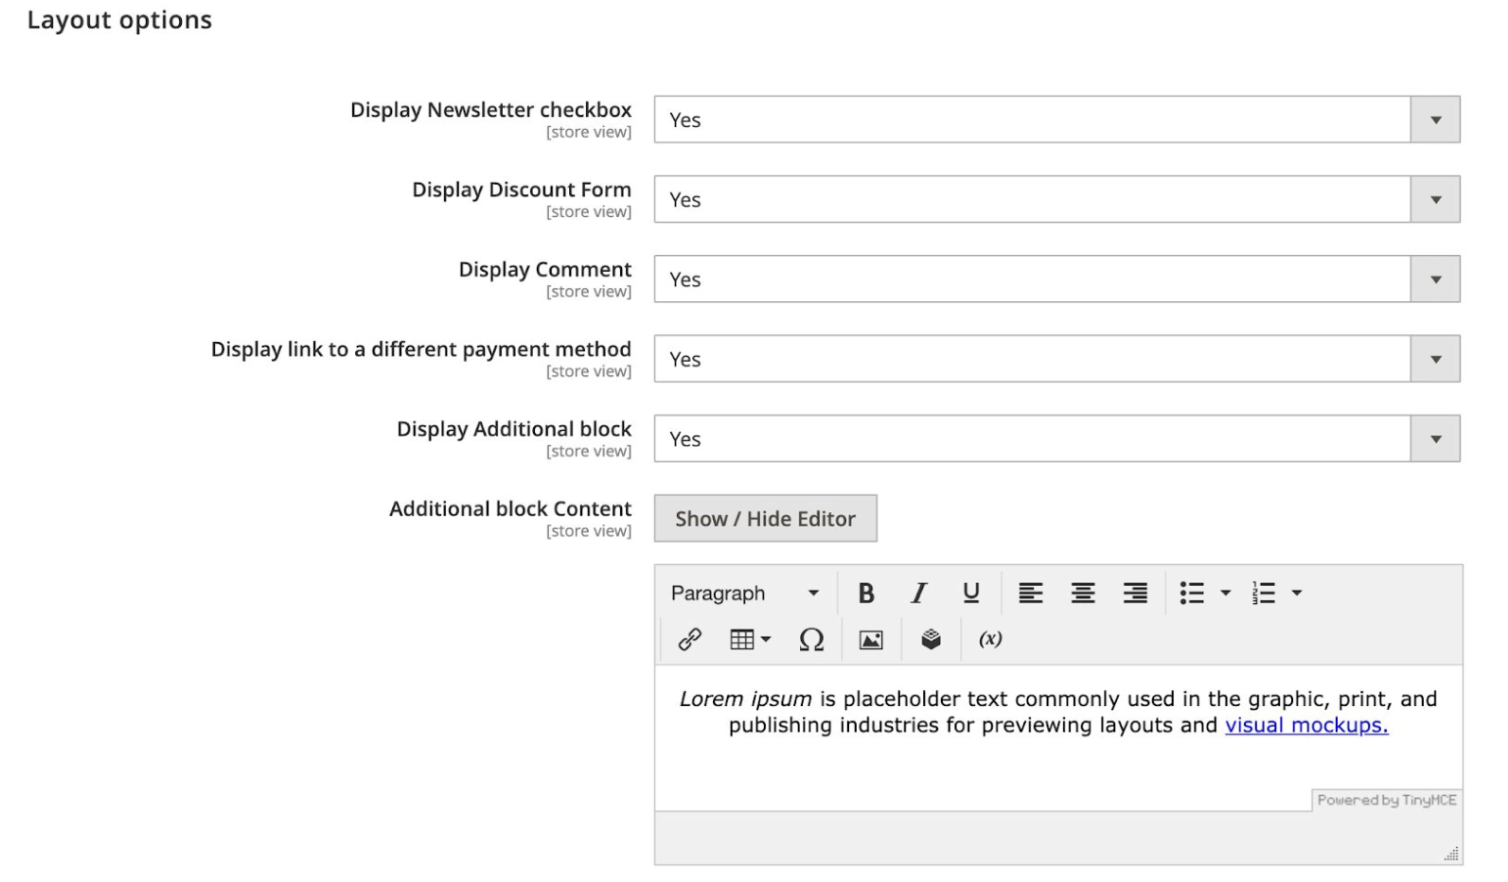 Layout options
Display Newsletter checkbox
[store view]
Yes
Display Discount Form
[store view]
Yes
Display Comment
[store view]
Yes
Display link to a different payment method
[store view]
Yes
Display Additional block
[store view]
Yes
Additional block Content
[store view]
Show / Hide Editor
Paragraph B I U
Ω (x)
Lorem ipsum is placeholder text commonly used in the graphic, print, and
publishing industries for previewing layouts and visual mockups.
Powered by TinyMCE